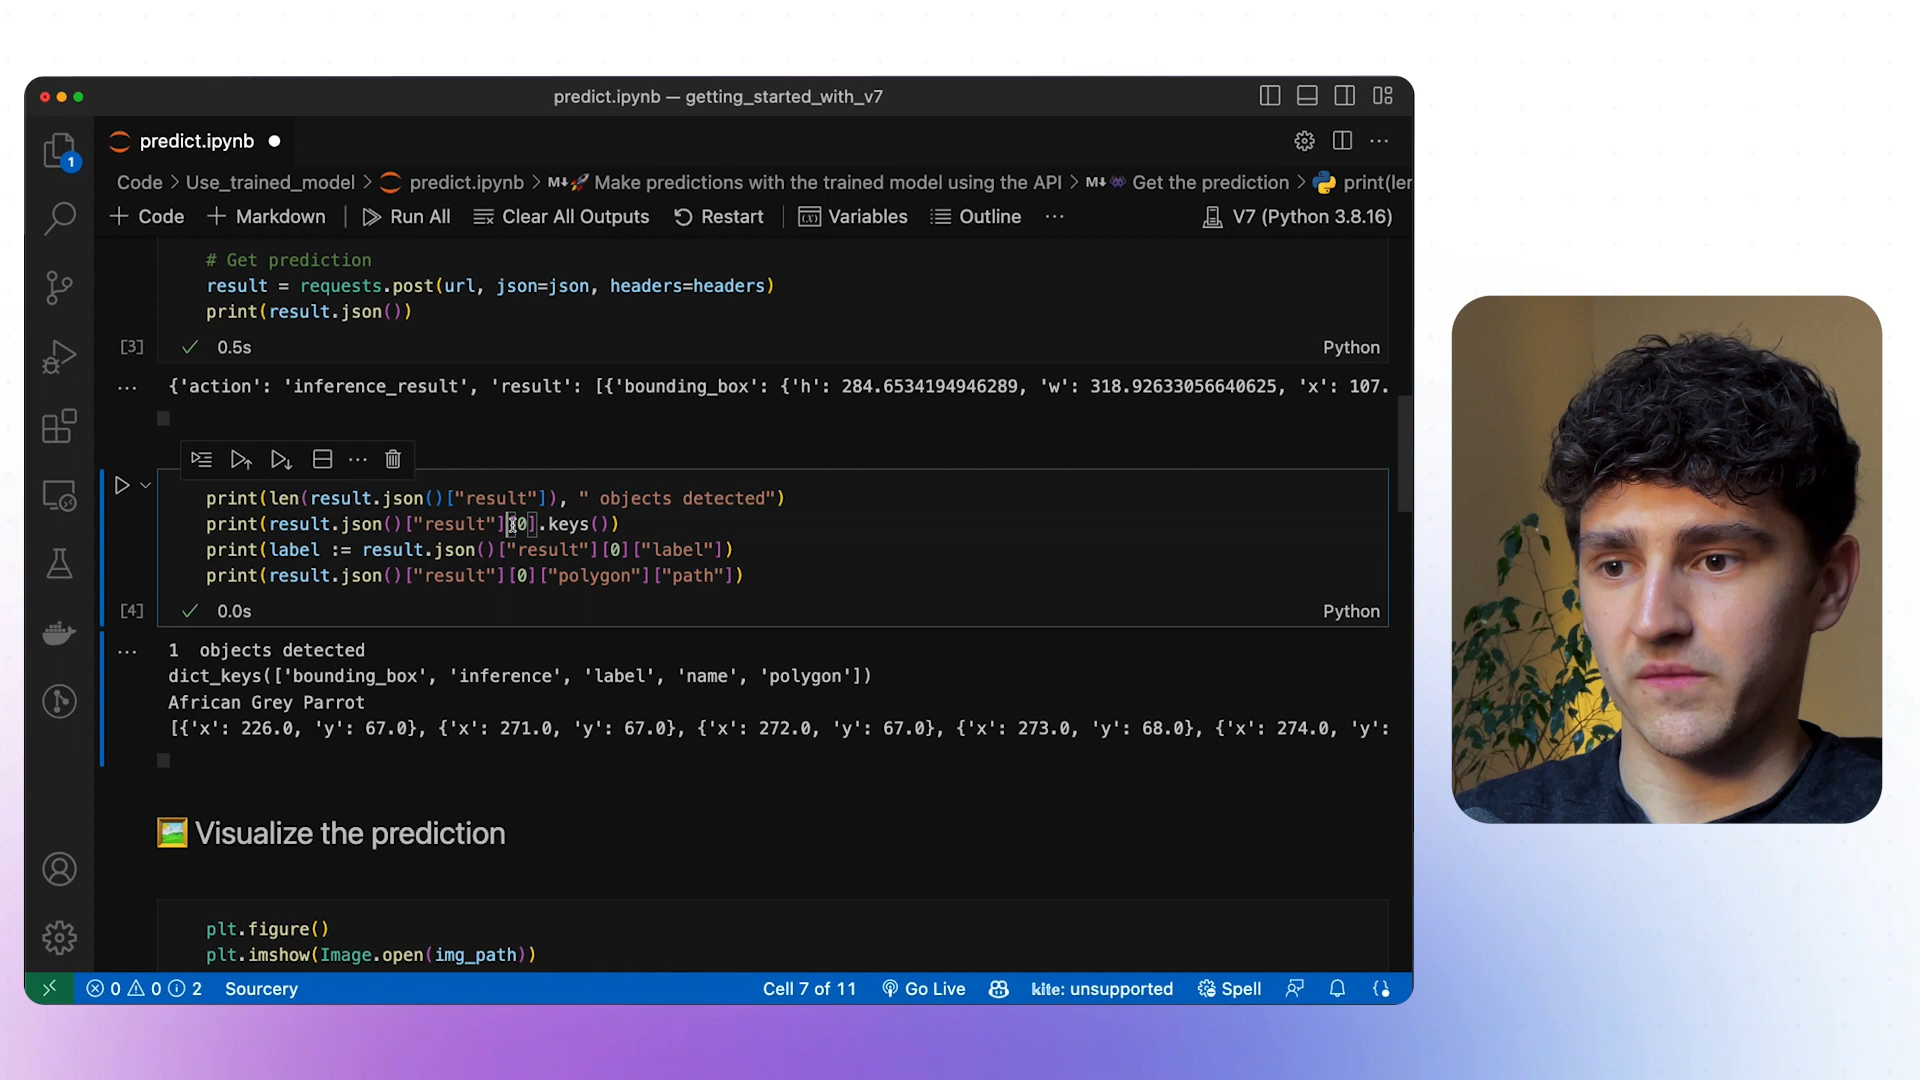 predict.ipynb — getting_started_with_v7
predict.ipynb
1
Code > Use_trained_model > predict.ipynb > M↓🚀 Make predictions with the trained model using the API > M↓👾 Get the prediction > print(len
+ Code + Markdown | Run All Clear All Outputs Restart | Variables Outline ··· V7 (Python 3.8.16)
# Get prediction
result = requests.post(url, json=json, headers=headers)
print(result.json())
[3] ✓ 0.5s Python
··· {'action': 'inference_result', 'result': [{'bounding_box': {'h': 284.6534194946289, 'w': 318.92633056640625, 'x': 107.
print(len(result.json()["result"]), " objects detected")
print(result.json()["result"][0].keys())
print(label := result.json()["result"][0]["label"])
print(result.json()["result"][0]["polygon"]["path"])
[4] ✓ 0.0s Python
··· 1  objects detected
dict_keys(['bounding_box', 'inference', 'label', 'name', 'polygon'])
African Grey Parrot
[{'x': 226.0, 'y': 67.0}, {'x': 271.0, 'y': 67.0}, {'x': 272.0, 'y': 67.0}, {'x': 273.0, 'y': 68.0}, {'x': 274.0, 'y':
🖼️ Visualize the prediction
plt.figure()
plt.imshow(Image.open(img_path))
0 0 2 Sourcery Cell 7 of 11 Go Live kite: unsupported Spell